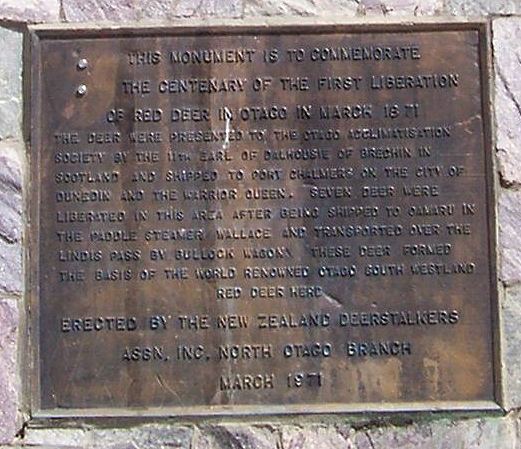 THIS MONUMENT IS TO COMMEMORATE
THE CENTENARY OF THE FIRST LIBERATION
OF RED DEER IN OTAGO IN MARCH 1871
THE DEER WERE PRESENTED TO THE OTAGO ACCLIMATISATION
SOCIETY BY THE 11TH EARL OF DALHOUSIE OF BRECHIN IN
SCOTLAND AND SHIPPED TO PORT CHALMERS ON THE CITY OF
DUNEDIN AND THE WARRIOR QUEEN. SEVEN DEER WERE
LIBERATED IN THIS AREA AFTER BEING SHIPPED TO OAMARU IN
THE PADDLE STEAMER WALLACE AND TRANSPORTED OVER THE
LINDIS PASS BY BULLOCK WAGON. THESE DEER FORMED
THE BASIS OF THE WORLD RENOWNED OTAGO SOUTH WESTLAND
RED DEER HERD
ERECTED BY THE NEW ZEALAND DEERSTALKERS
ASSN, INC, NORTH OTAGO BRANCH
MARCH 1971